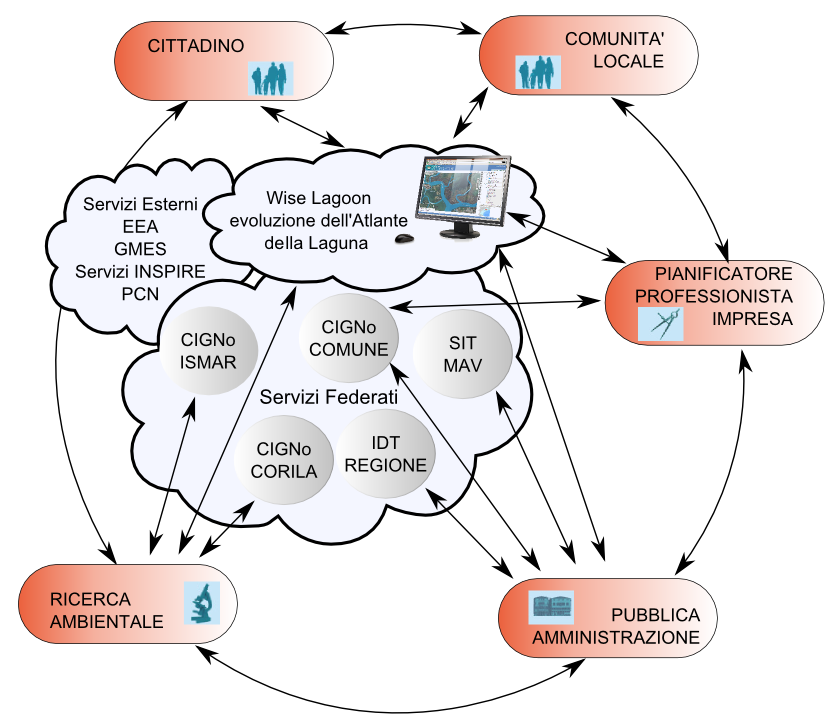 CITTADINO
COMUNITA'
LOCALE
Servizi Esterni
EEA
GMES
Servizi INSPIRE
PCN
Wise Lagoon
evoluzione dell'Atlante
della Laguna
PIANIFICATORE
PROFESSIONISTA
IMPRESA
CIGNo
ISMAR
CIGNo
COMUNE
SIT
MAV
Servizi Federati
CIGNo
CORILA
IDT
REGIONE
RICERCA
AMBIENTALE
PUBBLICA
AMMINISTRAZIONE